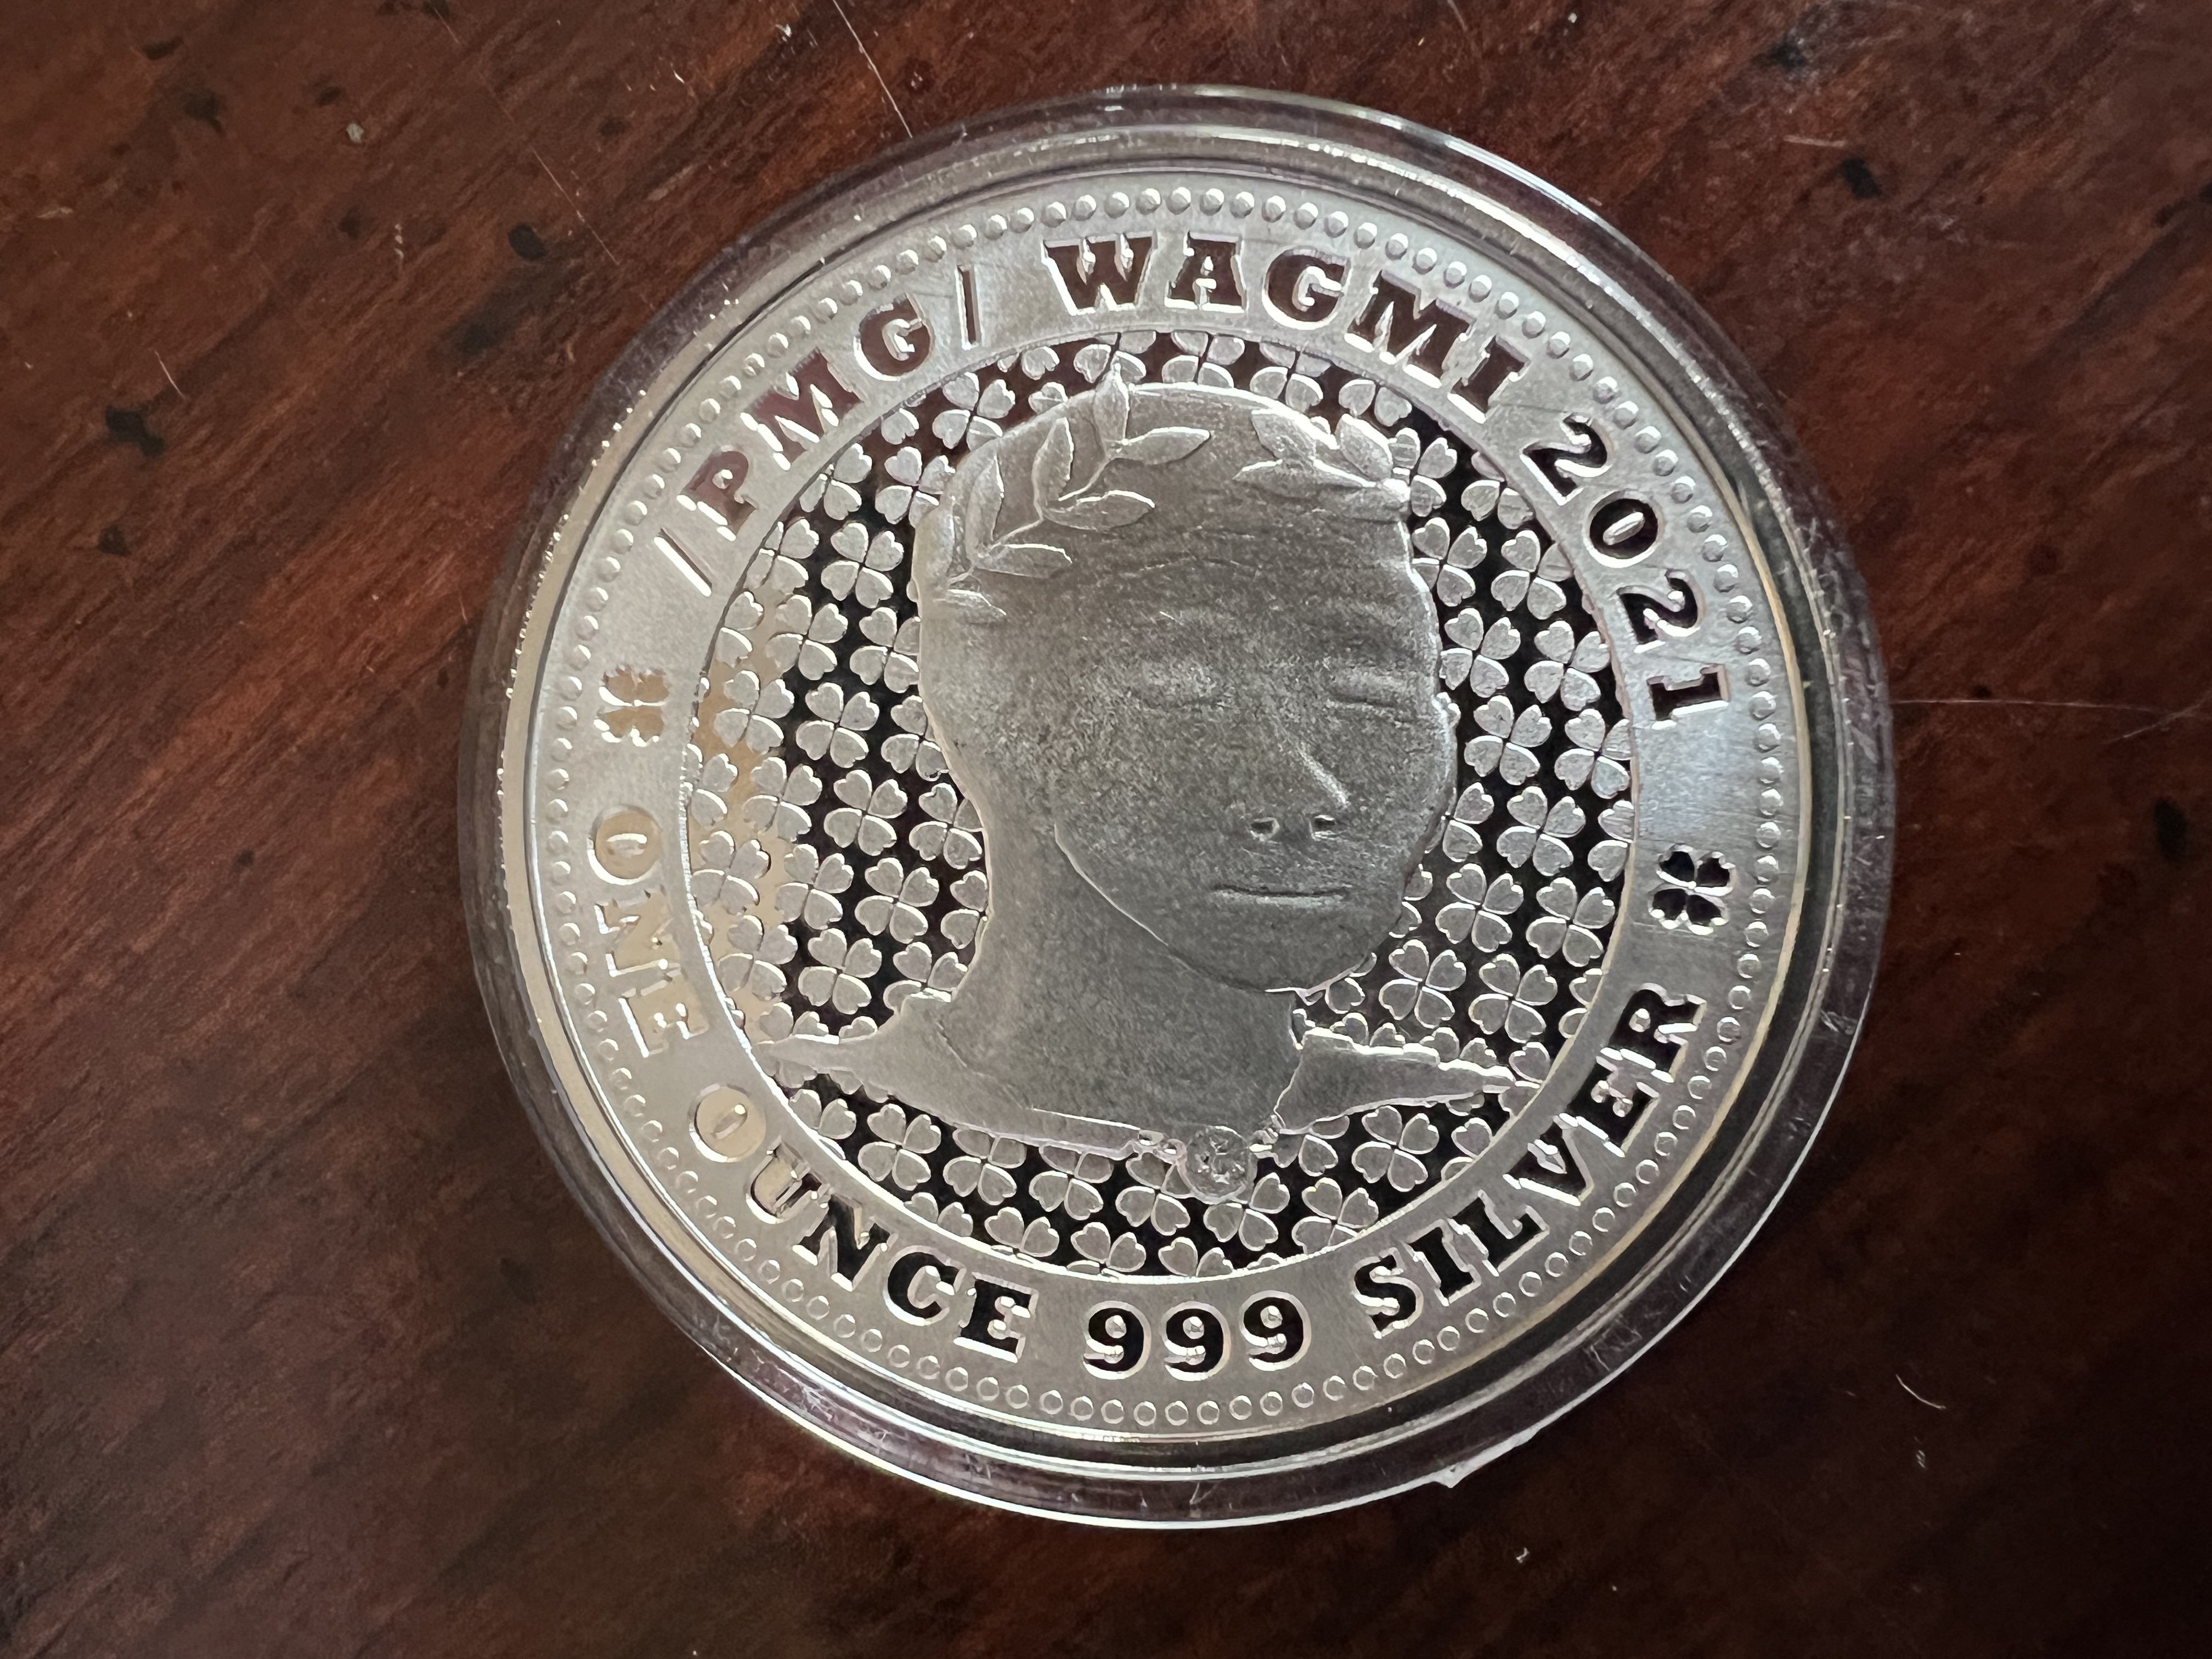 /PMG/ WAGMI 2021
ONE OUNCE 999 SILVER